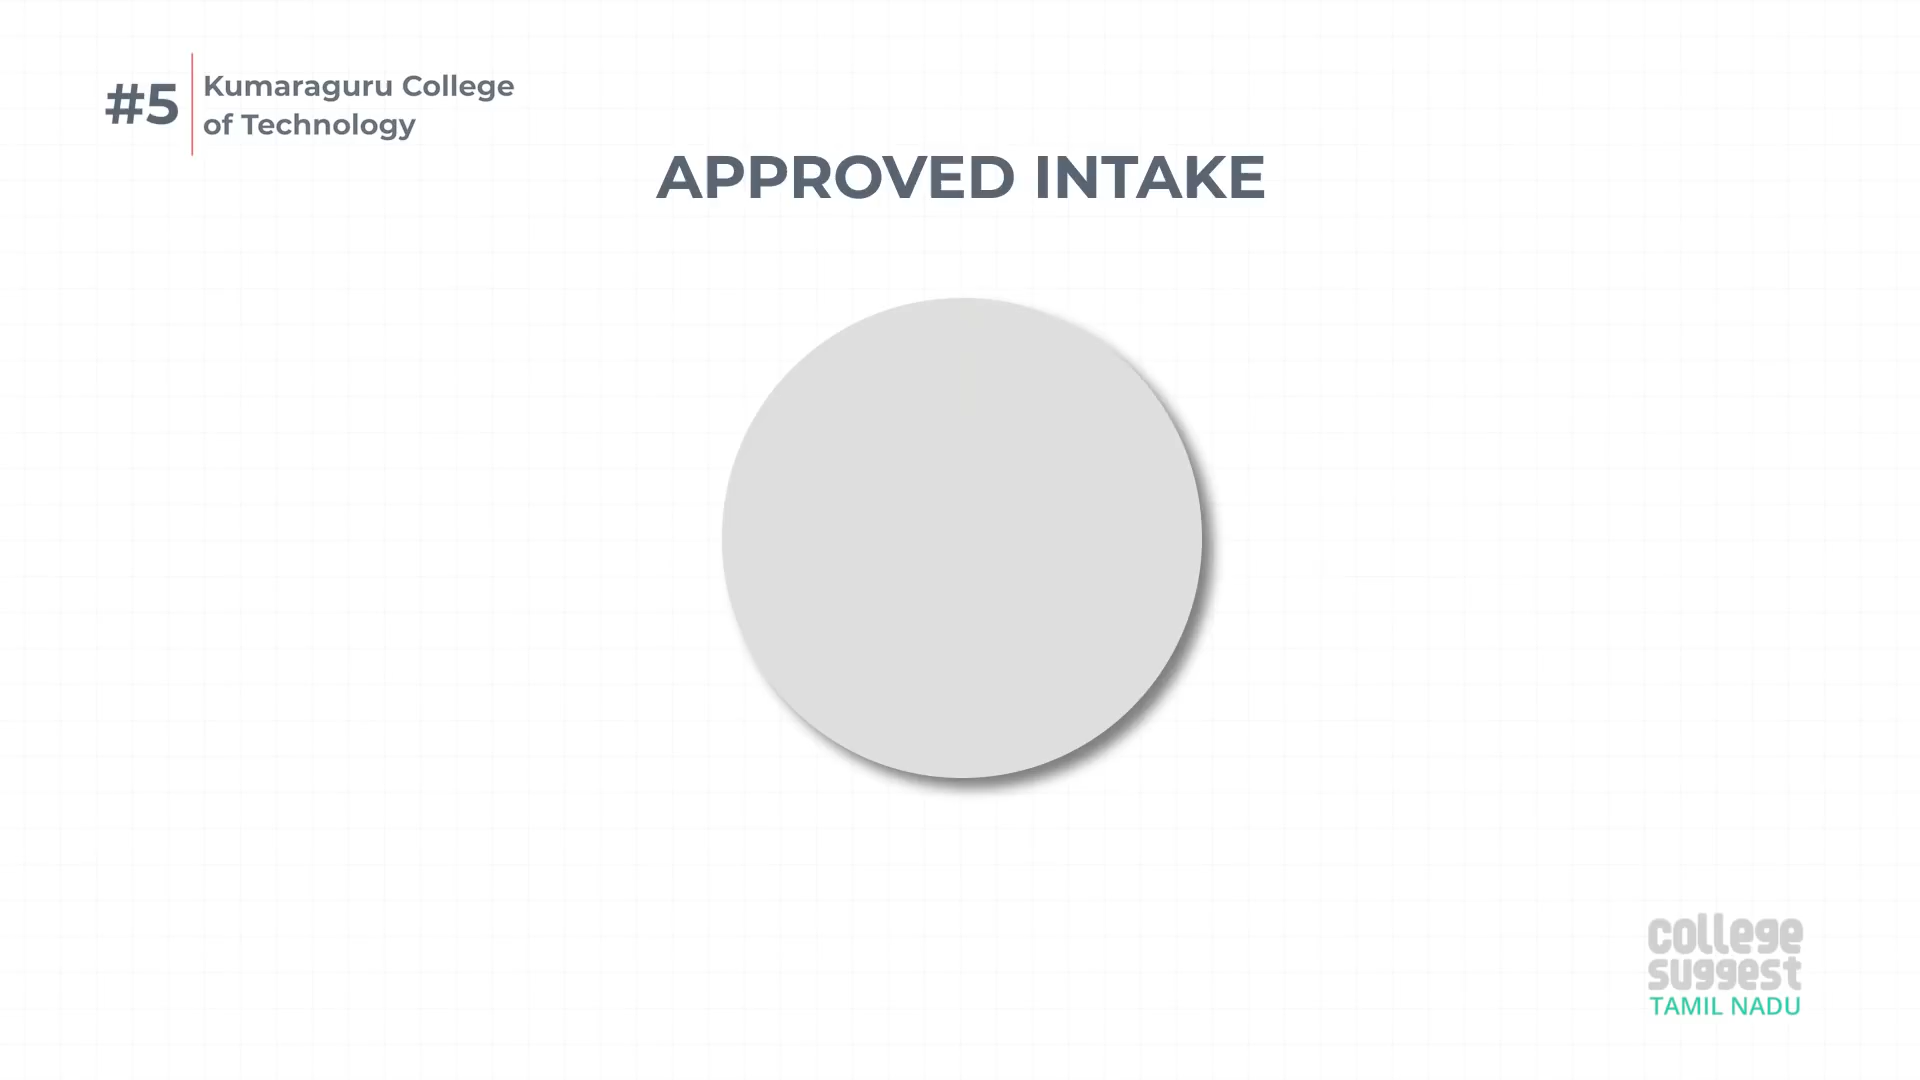 #5
Kumaraguru College
of Technology
APPROVED INTAKE
college
suggest
TAMIL NADU